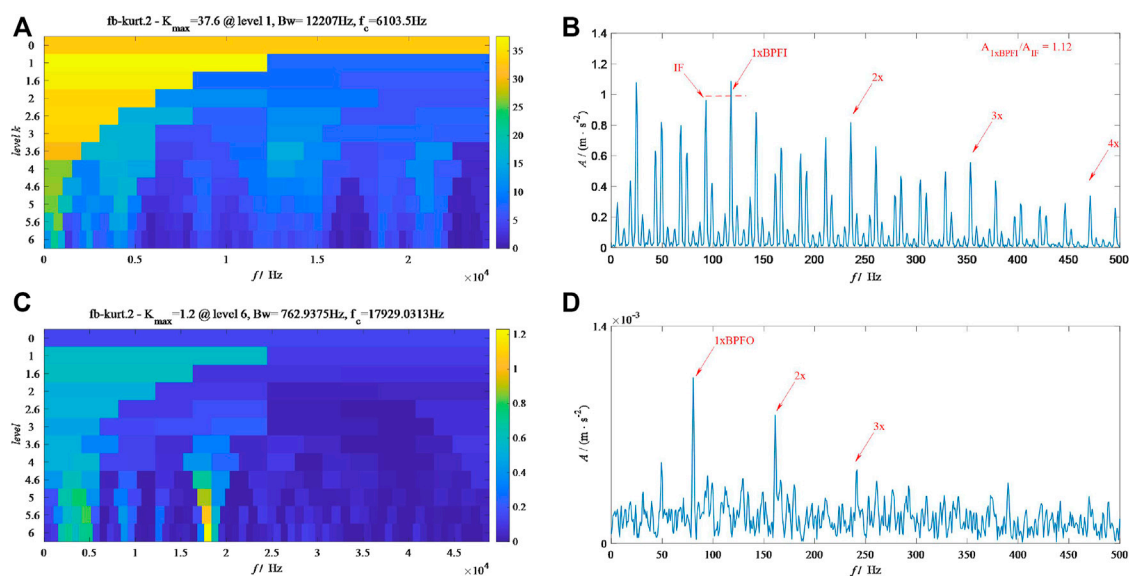 A
fb-kurt.2 - K_max=37.6 @ level 1, Bw= 12207Hz, f_c=6103.5Hz
level k
0
1
1.6
2
2.6
3
3.6
4
4.6
5
5.6
6
0 0.5 1 1.5 2
×10⁴
f / Hz
35
30
25
20
15
10
5
0
B
A / (m · s⁻²)
1.4
1.2
1
0.8
0.6
0.4
0.2
0
IF
1xBPFI
A_1xBPFI/A_IF = 1.12
2x
3x
4x
0 50 100 150 200 250 300 350 400 450 500
f / Hz
C
fb-kurt.2 - K_max=1.2 @ level 6, Bw= 762.9375Hz, f_c=17929.0313Hz
level
0
1
1.6
2
2.6
3
3.6
4
4.6
5
5.6
6
0 0.5 1 1.5 2 2.5 3 3.5 4 4.5
×10⁴
f / Hz
1.2
1
0.8
0.6
0.4
0.2
0
D
×10⁻³
1.4
A / (m · s⁻²)
0
1xBPFO
2x
3x
0 50 100 150 200 250 300 350 400 450 500
f / Hz